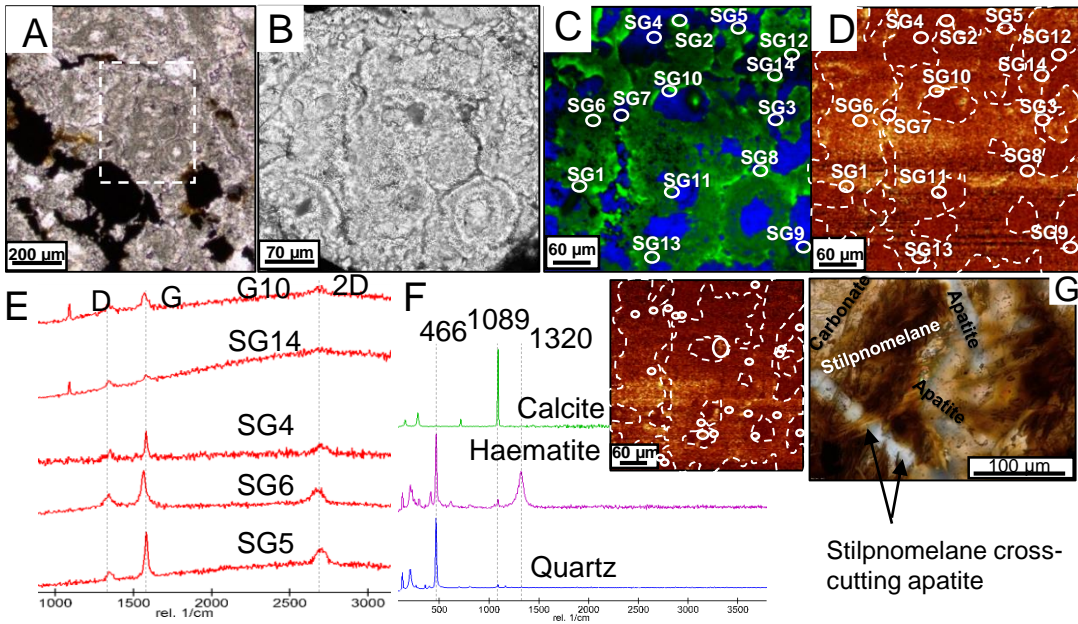 A
200 µm
B
70 µm
C
SG4
SG5
SG2
SG12
SG14
SG10
SG6
SG7
SG3
SG8
SG1
SG11
SG13
SG9
60 µm
D
SG4
SG5
SG2
SG12
SG14
SG10
SG6
SG7
SG3
SG8
SG1
SG11
SG13
SG9
60 µm
E
D
G
G10
2D
SG14
SG4
SG6
SG5
1000
1500
2000
2500
3000
rel. 1/cm
F
466
1089
1320
Calcite
Haematite
Quartz
500
1000
1500
2000
2500
3000
3500
rel. 1/cm
60 µm
G
Carbonate
Apatite
Stilpnomelane
Apatite
100 µm
Stilpnomelane cross-
cutting apatite